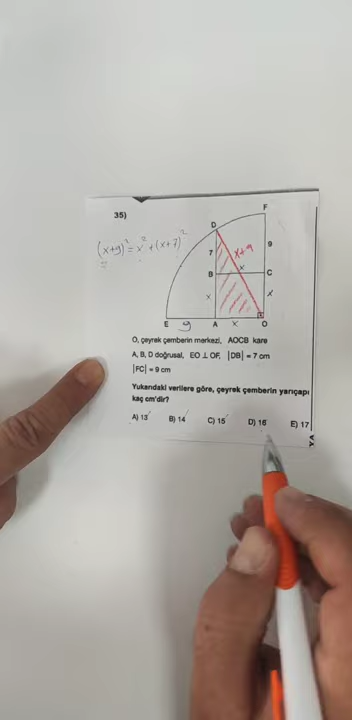 35)
F
D
(x+9)² = x² + (x+7)²
7
x+9
9
B
x
C
x
x
E
9
A
x
O
O, çeyrek çemberin merkezi, AOCB kare
A, B, D doğrusal, EO ⊥ OF, |DB| = 7 cm
|FC| = 9 cm
Yukarıdaki verilere göre, çeyrek çemberin yarıçapı
kaç cm'dir?
A) 13 B) 14 C) 15 D) 16 E) 17